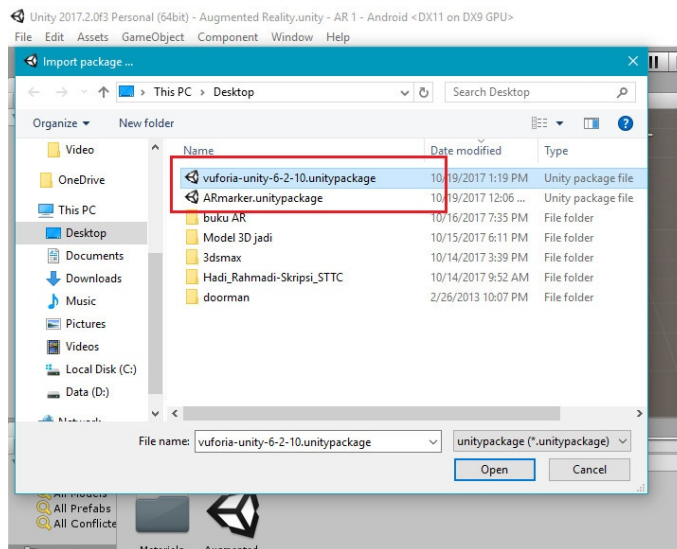 Unity 2017.2.0f3 Personal (64bit) - Augmented Reality.unity - AR 1 - Android <DX11 on DX9 GPU>
File Edit Assets GameObject Component Window Help
Import package ...
This PC > Desktop
Search Desktop
Organize New folder
Name Date modified Type
Video
OneDrive
This PC
Desktop
Documents
Downloads
Music
Pictures
Videos
Local Disk (C:)
Data (D:)
Network
vuforia-unity-6-2-10.unitypackage 10/19/2017 1:19 PM Unity package file
ARmarker.unitypackage 10/19/2017 12:06 ... Unity package file
buku AR 10/16/2017 7:35 PM File folder
Model 3D jadi 10/15/2017 6:11 PM File folder
3dsmax 10/14/2017 3:39 PM File folder
Hadi_Rahmadi-Skripsi_STTC 10/14/2017 9:52 AM File folder
doorman 2/26/2013 10:07 PM File folder
File name: vuforia-unity-6-2-10.unitypackage unitypackage (*.unitypackage)
Open Cancel
All Models
All Prefabs
All Conflicte
Materials Augmented